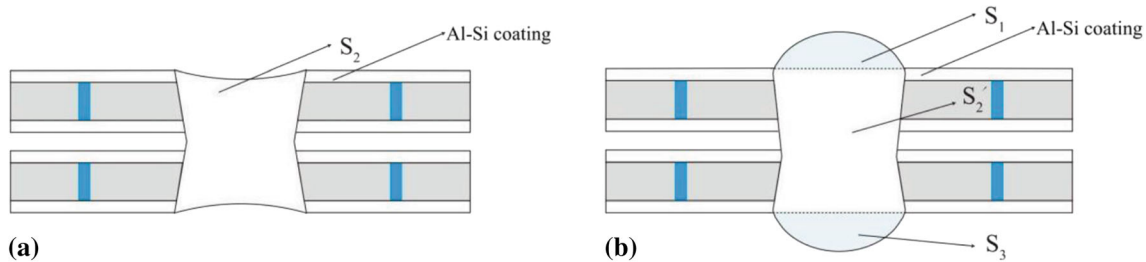 S₂
Al-Si coating
(a)
S₁
Al-Si coating
S₂′
S₃
(b)